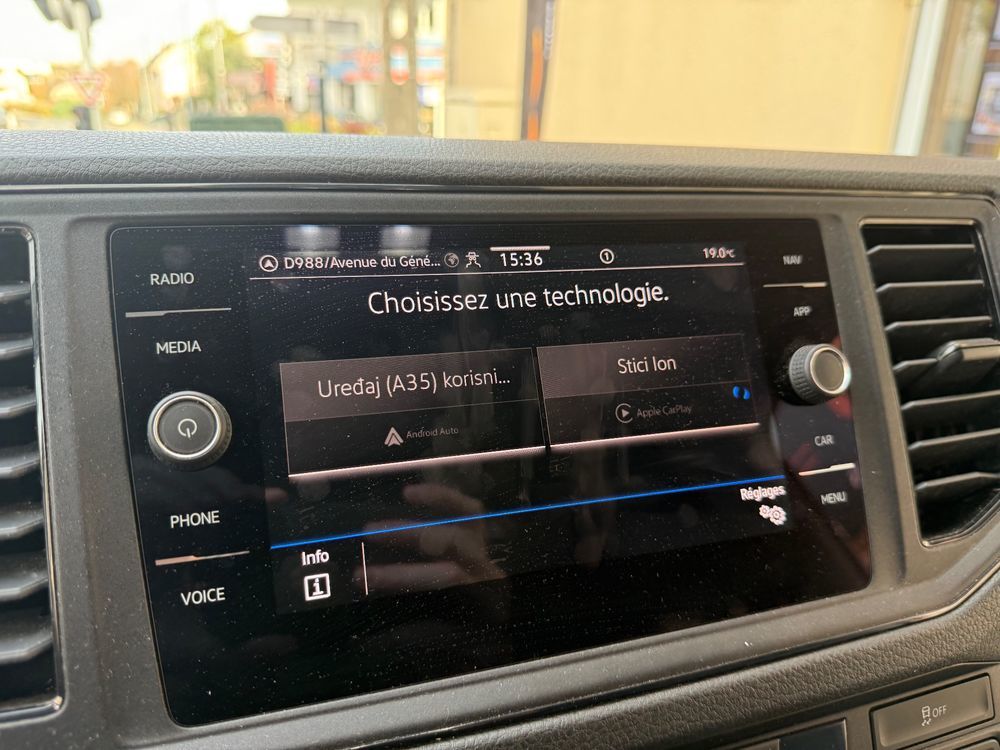 RADIO
MEDIA
PHONE
VOICE
D988/Avenue du Géné...
15:36
1
19.0°C
Choisissez une technologie.
Uređaj (A35) korisni...
Android Auto
Stici Ion
Apple CarPlay
Réglages
Info
i
NAV
APP
CAR
MENU
OFF